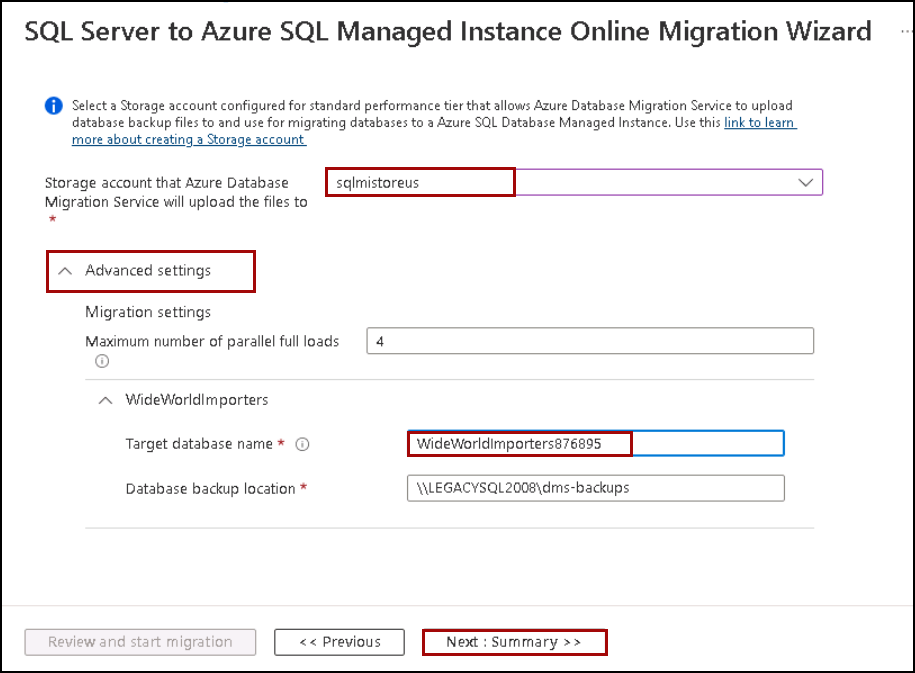 SQL Server to Azure SQL Managed Instance Online Migration Wizard
...
Select a Storage account configured for standard performance tier that allows Azure Database Migration Service to upload
database backup files to and use for migrating databases to a Azure SQL Database Managed Instance. Use this link to learn
more about creating a Storage account.
Storage account that Azure Database
Migration Service will upload the files to
*
sqlmistoreus
Advanced settings
Migration settings
Maximum number of parallel full loads
4
WideWorldImporters
Target database name *
WideWorldImporters876895
Database backup location *
\\LEGACYSQL2008\dms-backups
Review and start migration
<< Previous
Next : Summary >>